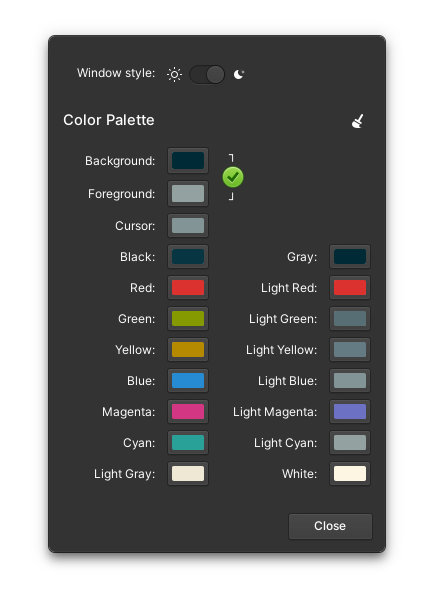 Window style:
Color Palette
Background:
Foreground:
Cursor:
Black: Gray:
Red: Light Red:
Green: Light Green:
Yellow: Light Yellow:
Blue: Light Blue:
Magenta: Light Magenta:
Cyan: Light Cyan:
Light Gray: White:
Close